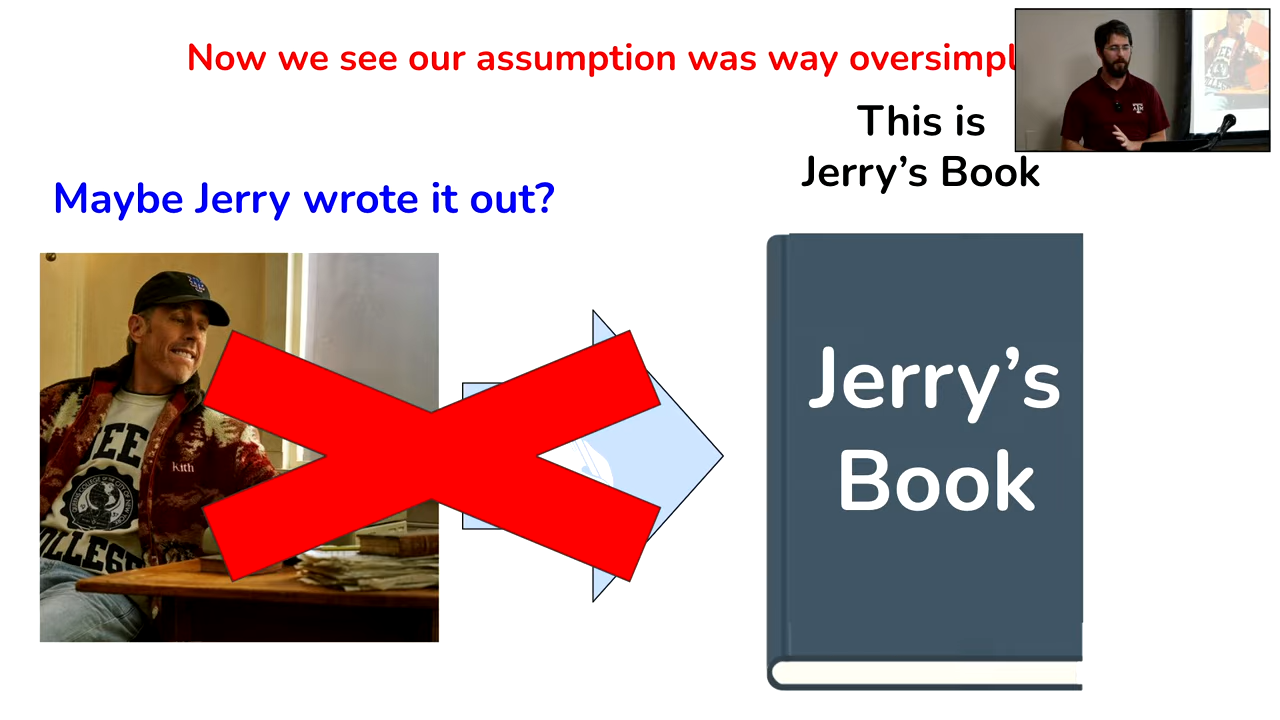 Now we see our assumption was way oversimpl
This is
Jerry's Book
Maybe Jerry wrote it out?
Jerry's
Book
Kith